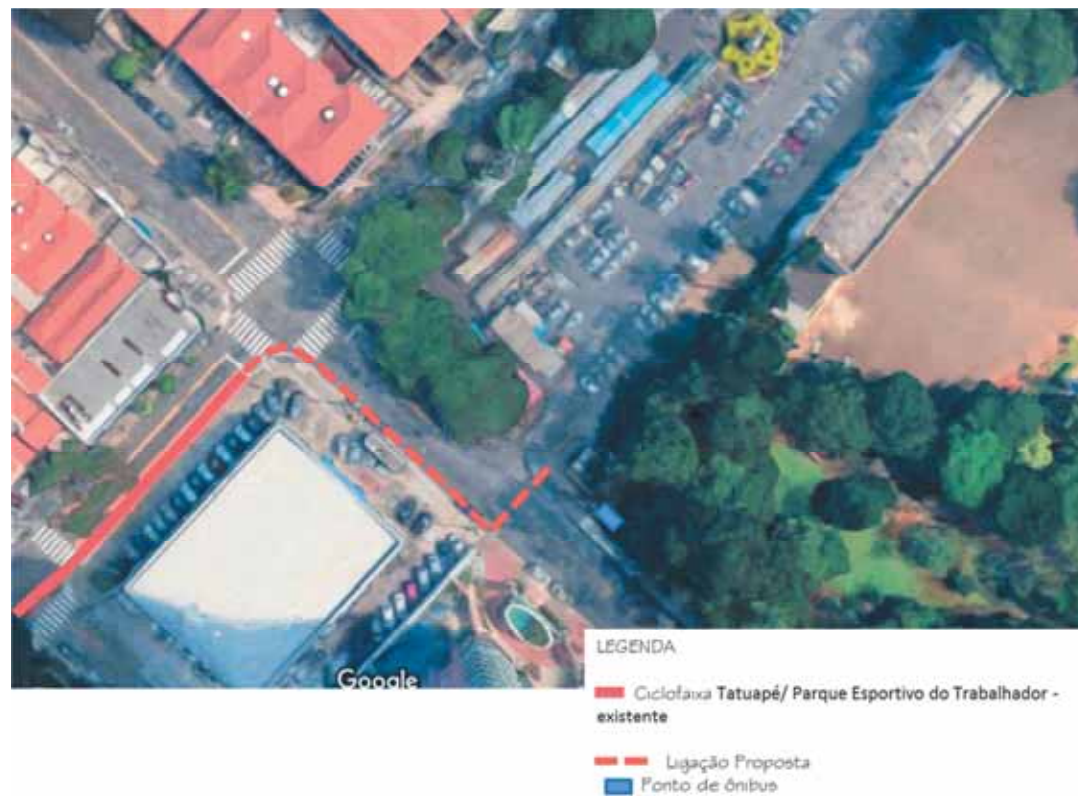 Google
LEGENDA
Ciclofaixa Tatuapé/ Parque Esportivo do Trabalhador -
existente
Ligação Proposta
Ponto de ônibus